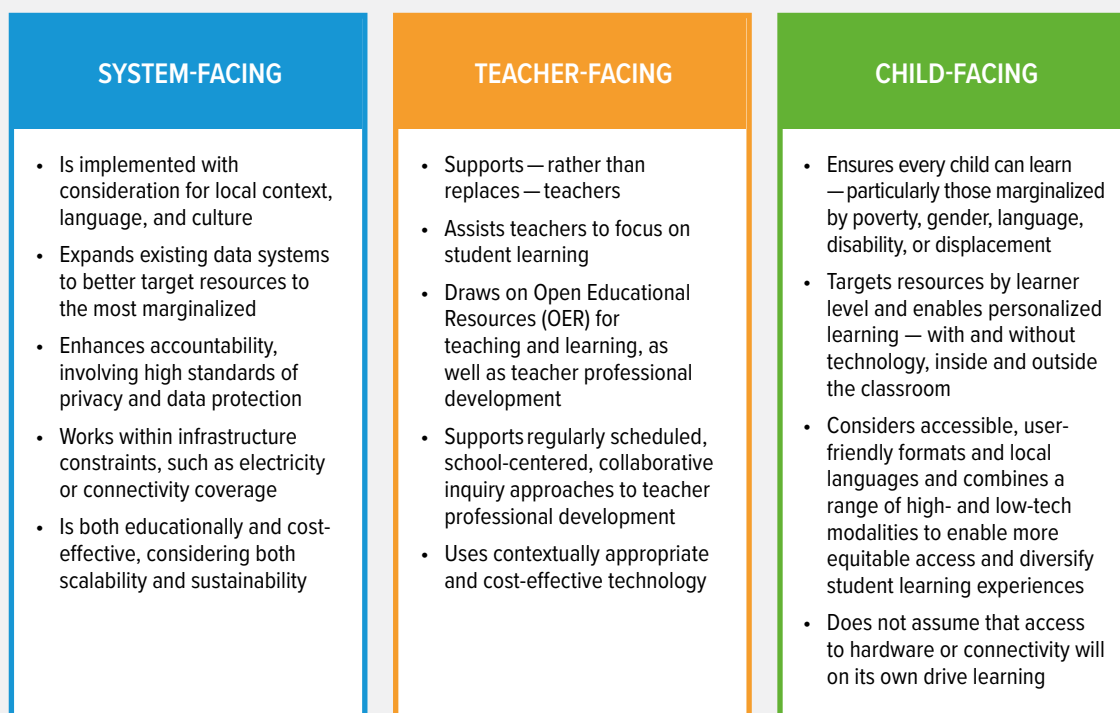 SYSTEM-FACING
• Is implemented with
consideration for local context,
language, and culture
• Expands existing data systems
to better target resources to
the most marginalized
• Enhances accountability,
involving high standards of
privacy and data protection
• Works within infrastructure
constraints, such as electricity
or connectivity coverage
• Is both educationally and cost-
effective, considering both
scalability and sustainability
TEACHER-FACING
• Supports — rather than
replaces — teachers
• Assists teachers to focus on
student learning
• Draws on Open Educational
Resources (OER) for
teaching and learning, as
well as teacher professional
development
• Supports regularly scheduled,
school-centered, collaborative
inquiry approaches to teacher
professional development
• Uses contextually appropriate
and cost-effective technology
CHILD-FACING
• Ensures every child can learn
— particularly those marginalized
by poverty, gender, language,
disability, or displacement
• Targets resources by learner
level and enables personalized
learning — with and without
technology, inside and outside
the classroom
• Considers accessible, user-
friendly formats and local
languages and combines a
range of high- and low-tech
modalities to enable more
equitable access and diversify
student learning experiences
• Does not assume that access
to hardware or connectivity will
on its own drive learning